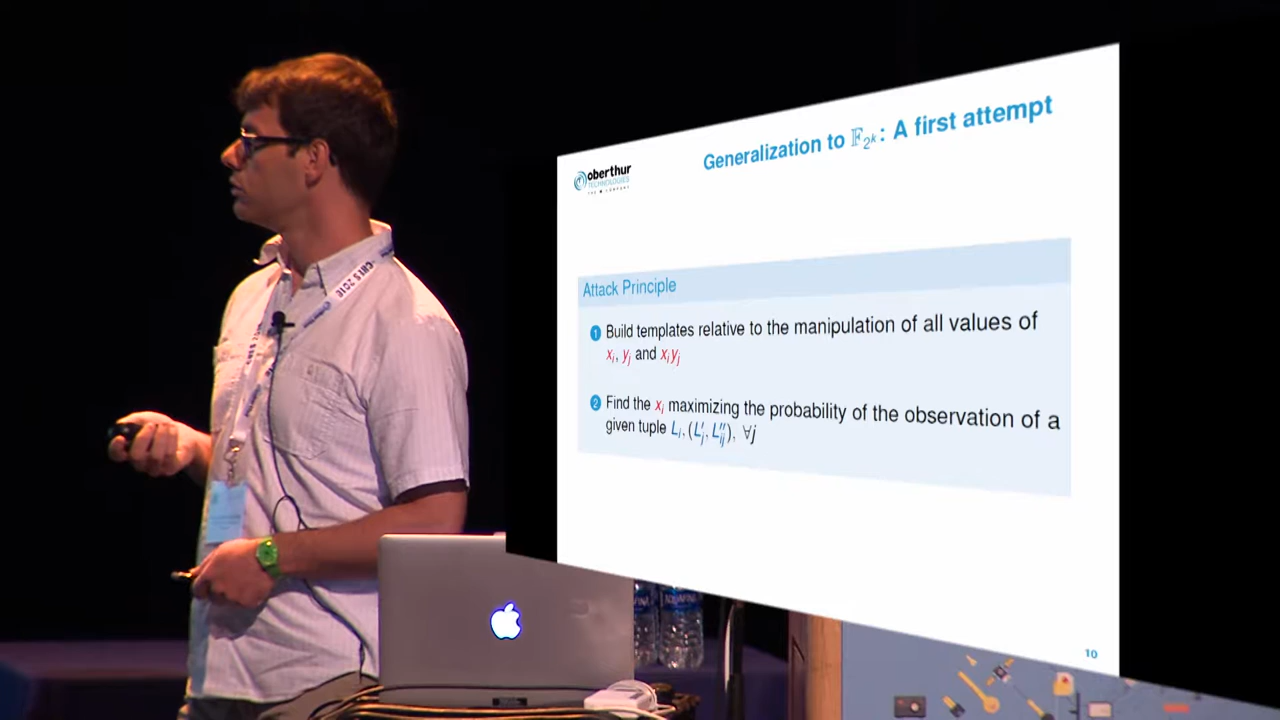 Generalization to 𝔽₂ᵏ: A first attempt
oberthur
TECHNOLOGIES
Attack Principle
1 Build templates relative to the manipulation of all values of
xᵢ, yⱼ and xᵢyⱼ
2 Find the xᵢ maximizing the probability of the observation of a
given tuple Lᵢ, (L′ⱼ, L″ᵢⱼ), ∀j
10
CHES 2016